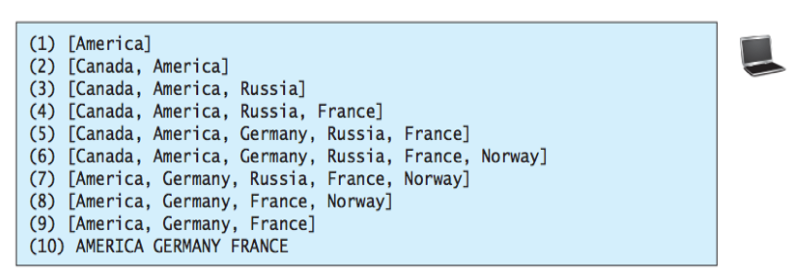 (1) [America]
(2) [Canada, America]
(3) [Canada, America, Russia]
(4) [Canada, America, Russia, France]
(5) [Canada, America, Germany, Russia, France]
(6) [Canada, America, Germany, Russia, France, Norway]
(7) [America, Germany, Russia, France, Norway]
(8) [America, Germany, France, Norway]
(9) [America, Germany, France]
(10) AMERICA GERMANY FRANCE